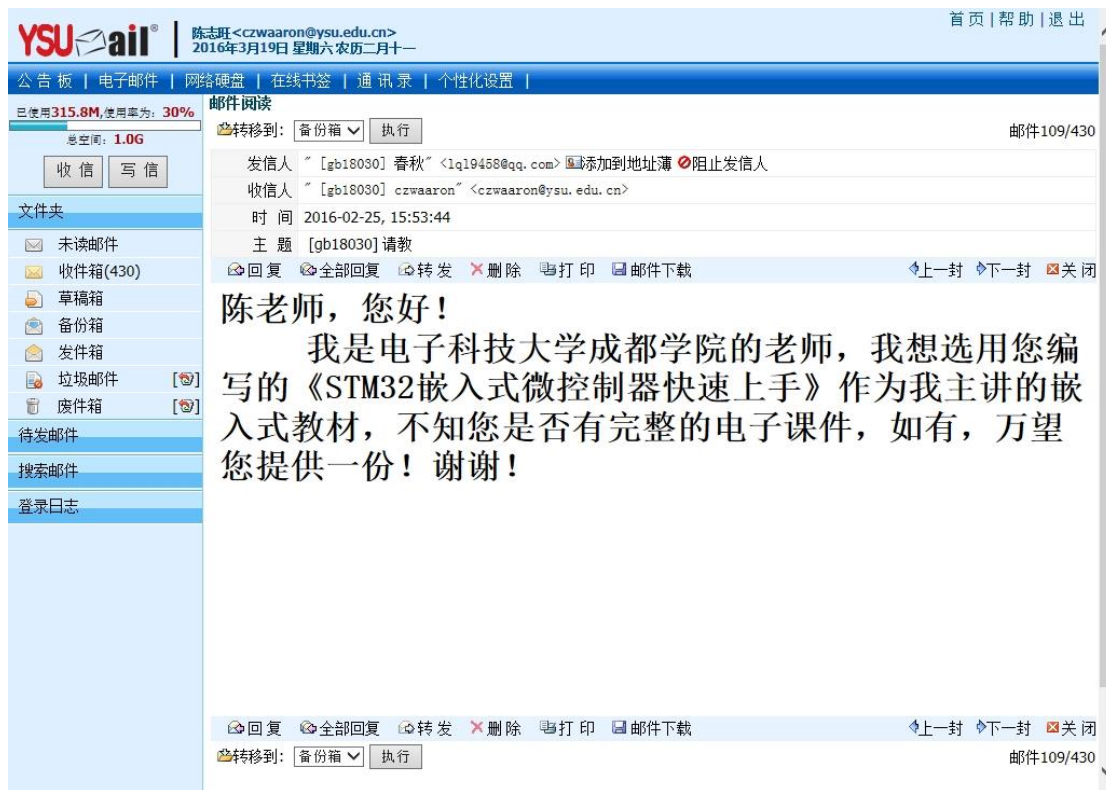 YSUMail®
陈志旺<czwaaron@ysu.edu.cn>
2016年3月19日 星期六 农历二月十一
首 页 | 帮 助 | 退 出
公 告 板 | 电子邮件 | 网络硬盘 | 在线书签 | 通 讯 录 | 个性化设置 |
已使用315.8M,使用率为: 30%
总空间: 1.0G
收 信 写 信
文件夹
未读邮件
收件箱(430)
草稿箱
备份箱
发件箱
垃圾邮件 []
废件箱 []
待发邮件
搜索邮件
登录日志
邮件阅读
转移到: 备份箱 执行 邮件109/430
发信人 " [gb18030] 春秋" <lq19458@qq.com> 添加到地址薄 阻止发信人
收信人 " [gb18030] czwaaron" <czwaaron@ysu.edu.cn>
时 间 2016-02-25, 15:53:44
主 题 [gb18030] 请教
回 复 全部回复 转 发 删 除 打 印 邮件下载 上一封 下一封 关 闭
陈老师，您好！
我是电子科技大学成都学院的老师，我想选用您编
写的《STM32嵌入式微控制器快速上手》作为我主讲的嵌
入式教材，不知您是否有完整的电子课件，如有，万望
您提供一份！谢谢！
回 复 全部回复 转 发 删 除 打 印 邮件下载 上一封 下一封 关 闭
转移到: 备份箱 执行 邮件109/430